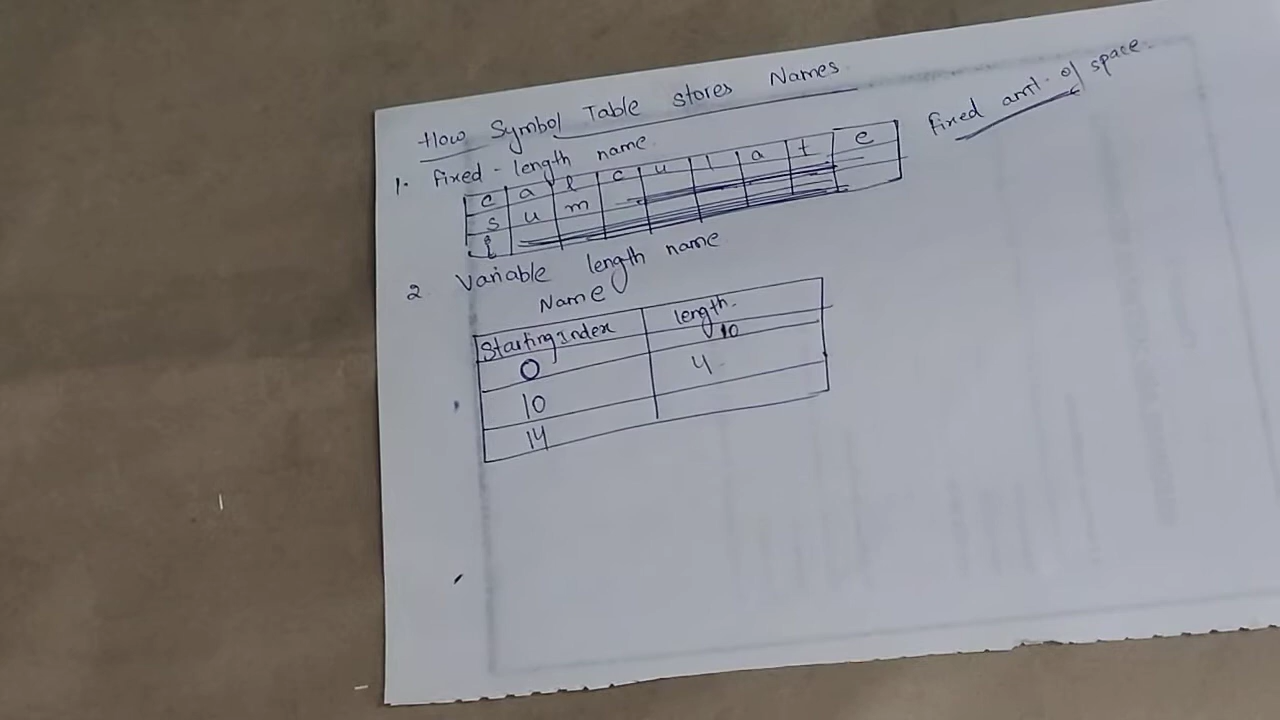 How Symbol Table stores Names
fixed amt. of space.
1. fixed-length name
c a l c u l a t e
s u m
2. Variable length name
Name
Starting Index length.
0 10
10 4
14